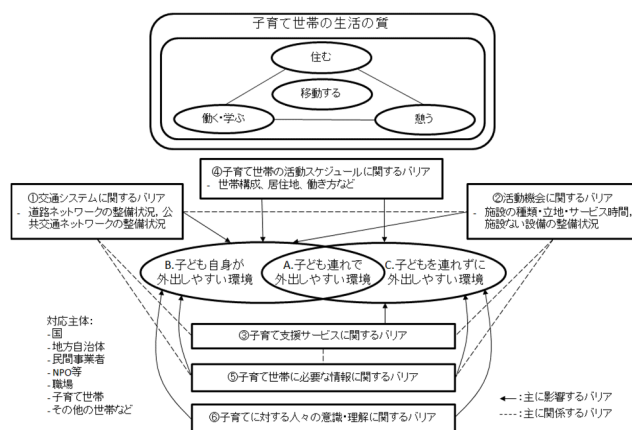 子育て世帯の生活の質
住む
移動する
働く・学ぶ
憩う
④子育て世帯の活動スケジュールに関するバリア
- 世帯構成、居住地、働き方など
①交通システムに関するバリア
- 道路ネットワークの整備状況，公
共交通ネットワークの整備状況
②活動機会に関するバリア
- 施設の種類・立地・サービス時間，
施設ない設備の整備状況
B.子ども自身が
外出しやすい環境
A.子ども連れで
外出しやすい環境
C.子どもを連れずに
外出しやすい環境
③子育て支援サービスに関するバリア
⑤子育て世帯に必要な情報に関するバリア
⑥子育てに対する人々の意識・理解に関するバリア
対応主体:
-国
-地方自治体
-民間事業者
-NPO等
-職場
-子育て世帯
-その他の世帯など
:主に影響するバリア
:主に関係するバリア